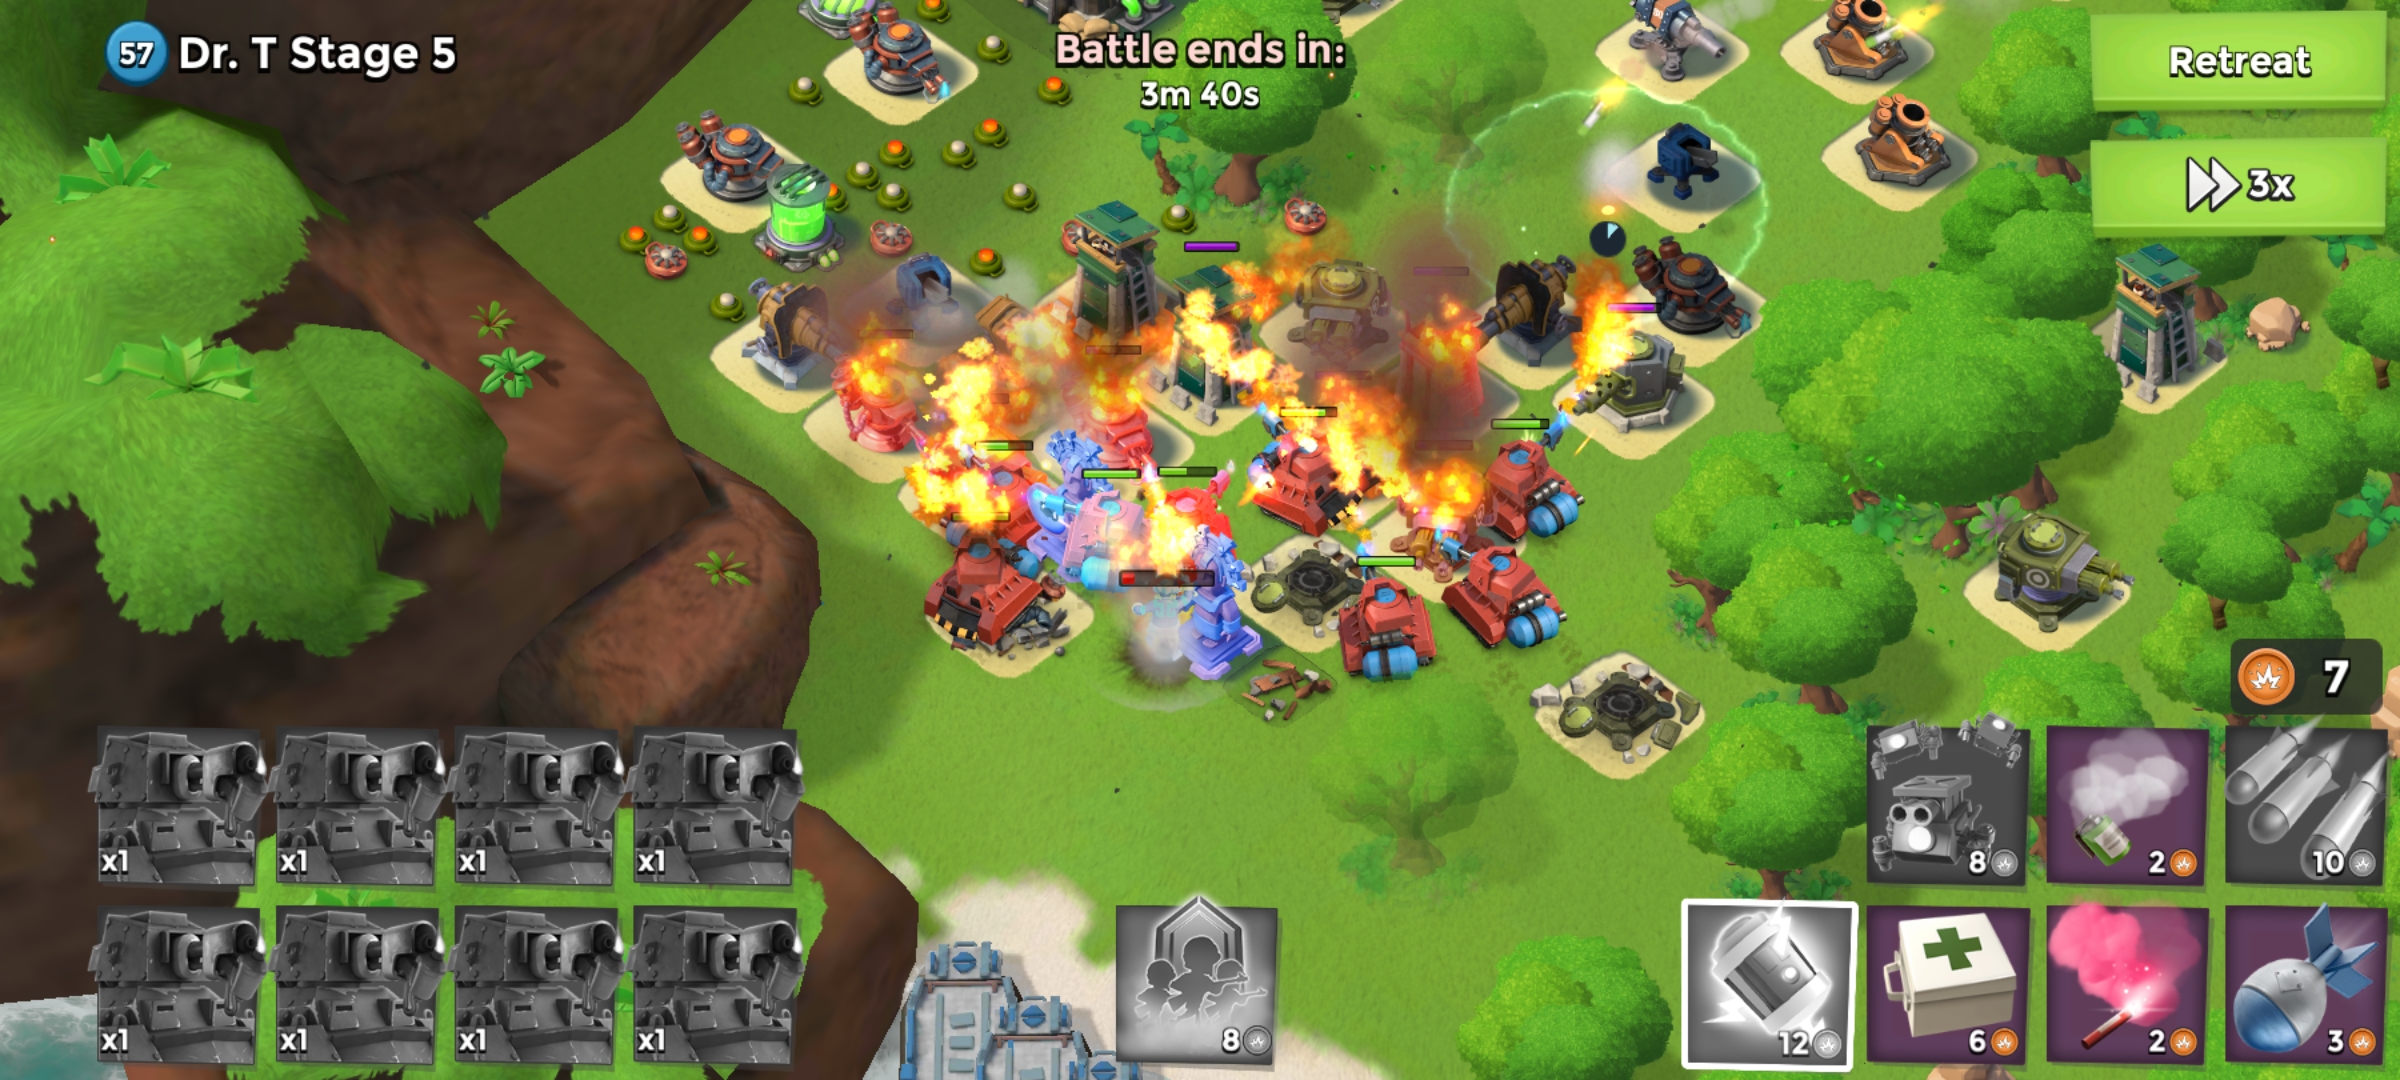 57 Dr. T Stage 5
Battle ends in:
3m 40s
Retreat
3x
7
x1 x1 x1 x1
8 2 10
x1 x1 x1 x1
8
12 6 2 3